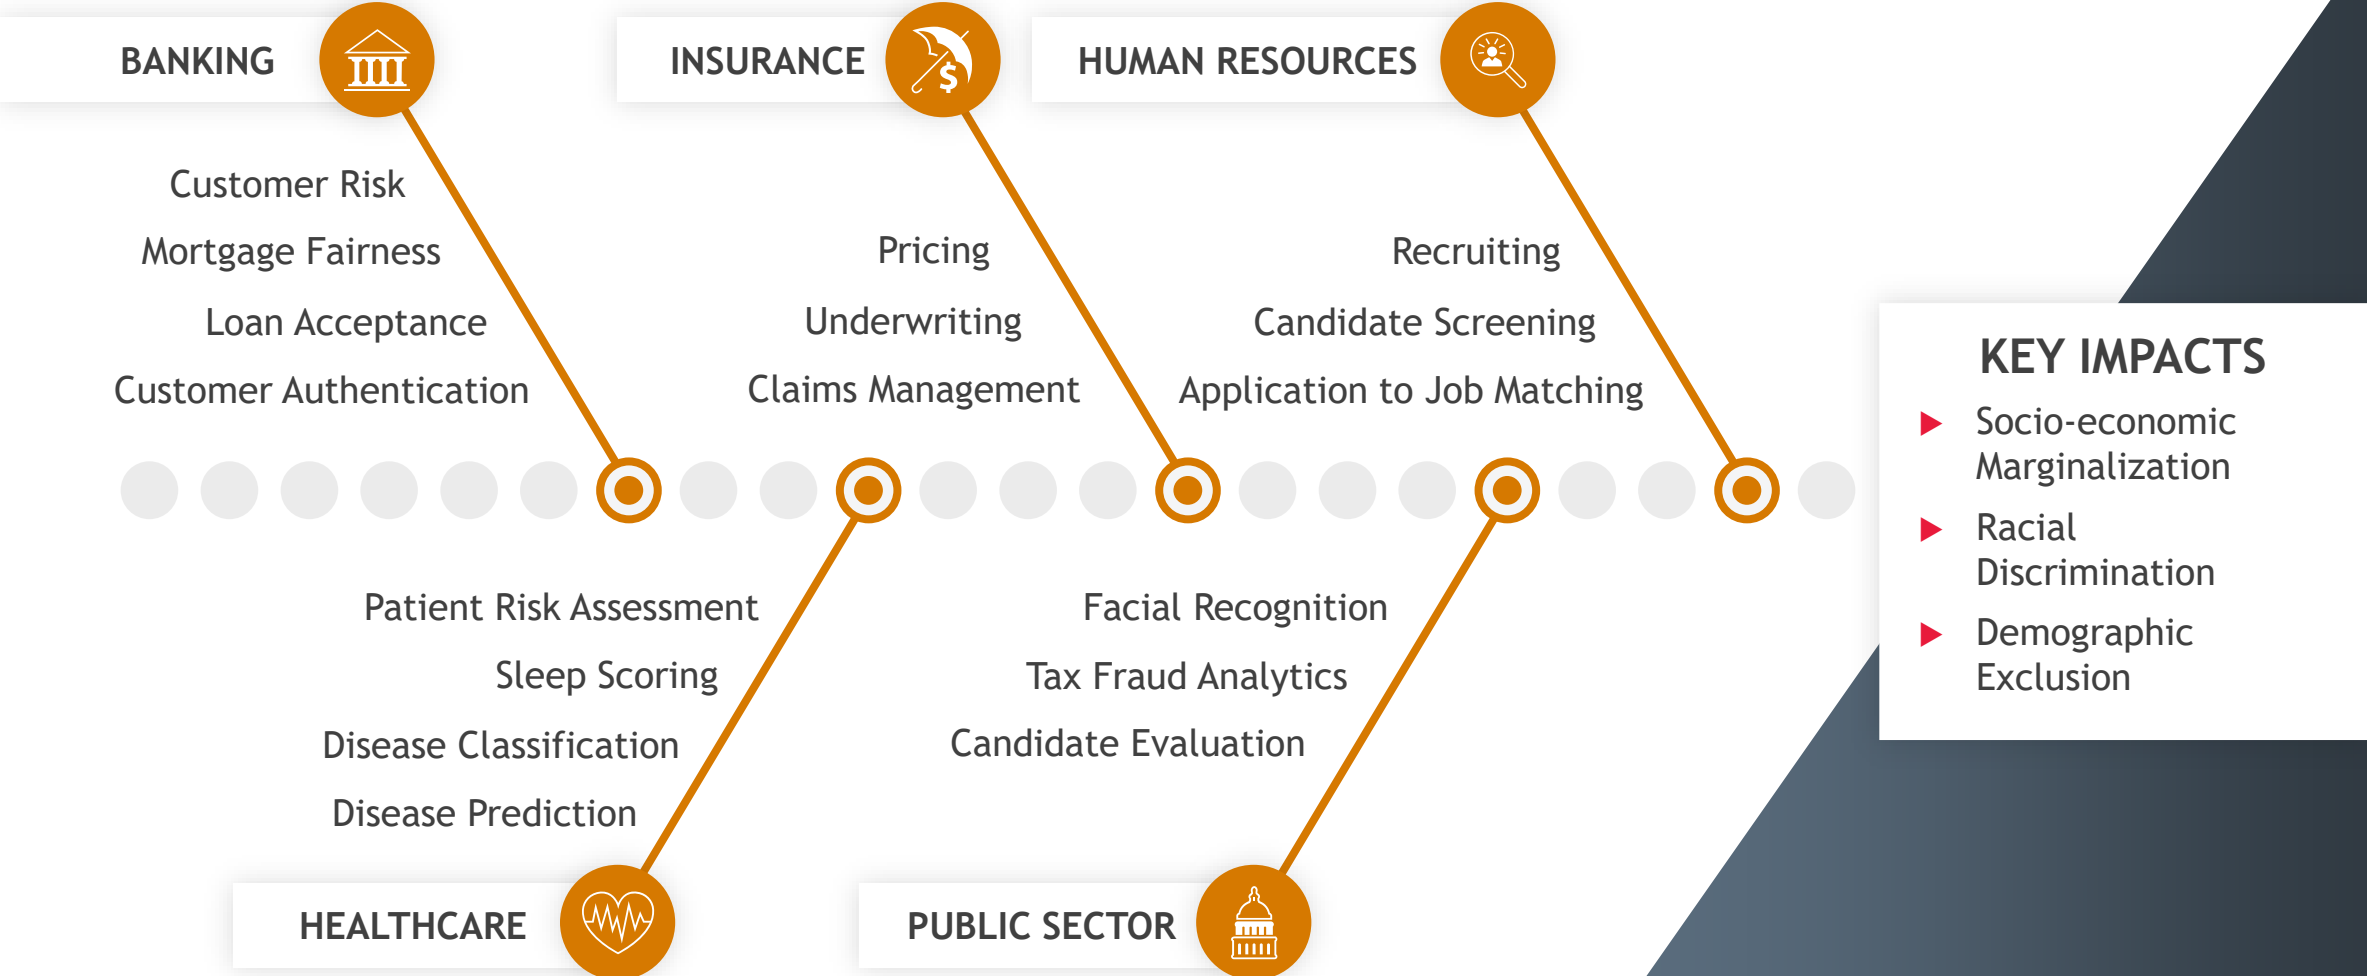 BANKING
Customer Risk
Mortgage Fairness
Loan Acceptance
Customer Authentication
INSURANCE
$
Pricing
Underwriting
Claims Management
HUMAN RESOURCES
Recruiting
Candidate Screening
Application to Job Matching
Patient Risk Assessment
Sleep Scoring
Disease Classification
Disease Prediction
HEALTHCARE
Facial Recognition
Tax Fraud Analytics
Candidate Evaluation
PUBLIC SECTOR
KEY IMPACTS
Socio-economic
Marginalization
Racial
Discrimination
Demographic
Exclusion